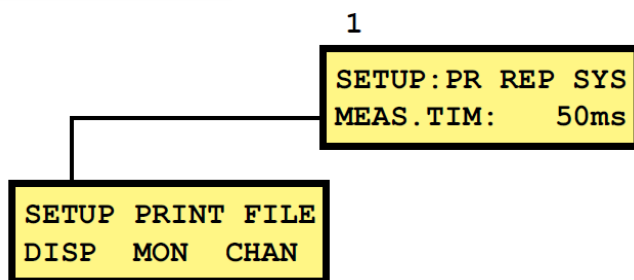 1
SETUP:PR REP SYS
MEAS.TIM: 50ms
SETUP PRINT FILE
DISP MON CHAN